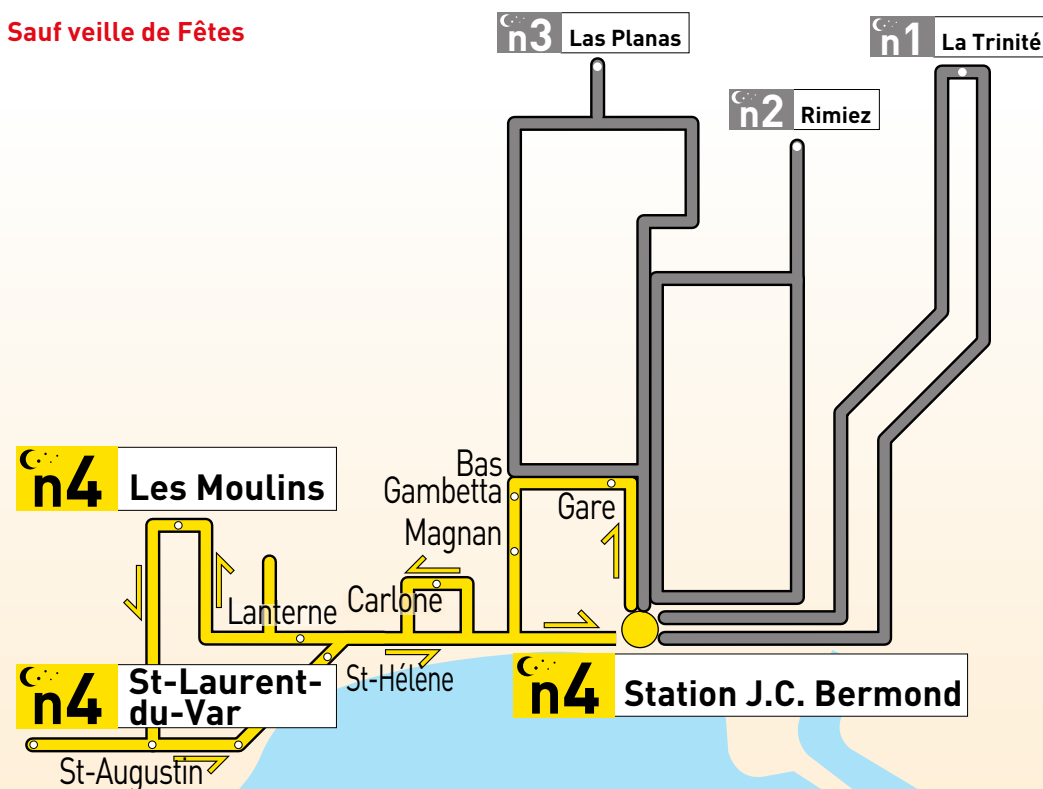 Sauf veille de Fêtes
n3 Las Planas
n1 La Trinité
n2 Rimiez
n4 Les Moulins
Bas
Gambetta
Gare
Magnan
Carlone
Lanterne
n4 St-Laurent-
du-Var
St-Hélène
n4 Station J.C. Bermond
St-Augustin